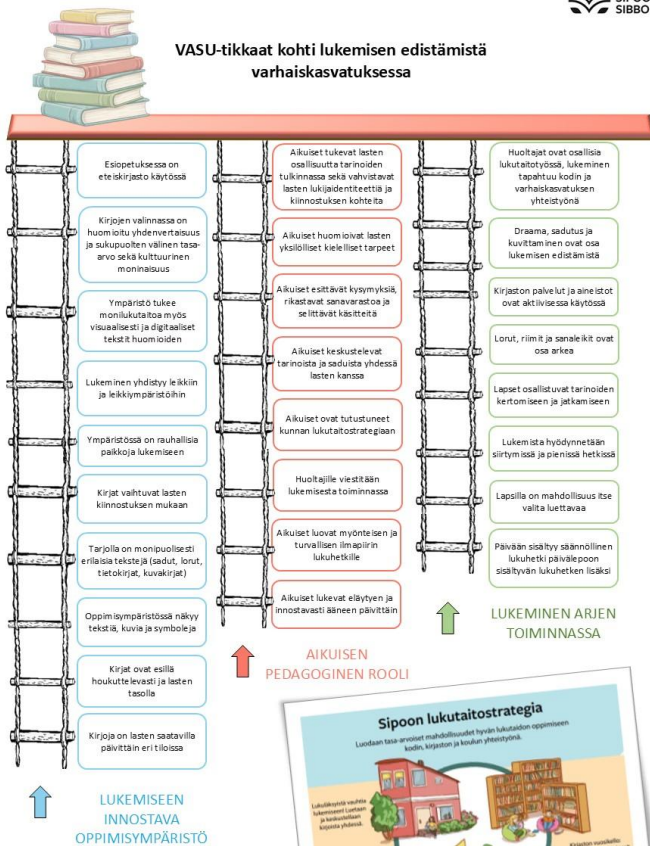 SIBBO
VASU-tikkaat kohti lukemisen edistämistä
varhaiskasvatuksessa
Esiopetuksessa on
eteiskirjasto käytössä
Kirjojen valinnassa on
huomioitu yhdenvertaisuus
ja sukupuolten välinen tasa-
arvo sekä kulttuurinen
moninaisuus
Ympäristö tukee
monilukutaitoa myös
visuaalisesti ja digitaaliset
tekstit huomioiden
Lukeminen yhdistyy leikkiin
ja leikkiympäristöihin
Ympäristössä on rauhallisia
paikkoja lukemiseen
Kirjat vaihtuvat lasten
kiinnostuksen mukaan
Tarjolla on monipuolisesti
erilaisia tekstejä (sadut, lorut,
tietokirjat, kuvakirjat)
Oppimisympäristössä näkyy
tekstiä, kuvia ja symboleja
Kirjat ovat esillä
houkuttelevasti ja lasten
tasolla
Kirjoja on lasten saatavilla
päivittäin eri tiloissa
LUKEMISEEN
INNOSTAVA
OPPIMISYMPÄRISTÖ
Aikuiset tukevat lasten
osallisuutta tarinoiden
tulkinnassa sekä vahvistavat
lasten lukijaidentiteettiä ja
kiinnostuksen kohteita
Aikuiset huomioivat lasten
yksilölliset kielelliset tarpeet
Aikuiset esittävät kysymyksiä,
rikastavat sanavarastoa ja
selittävät käsitteitä
Aikuiset keskustelevat
tarinoista ja saduista yhdessä
lasten kanssa
Aikuiset ovat tutustuneet
kunnan lukutaitostrategiaan
Huoltajille viestitään
lukemisesta toiminnassa
Aikuiset luovat myönteisen ja
turvallisen ilmapiirin
lukuhetkille
Aikuiset lukevat eläytyen ja
innostavasti ääneen päivittäin
AIKUISEN
PEDAGOGINEN ROOLI
Huoltajat ovat osallisia
lukutaitotyössä, lukeminen
tapahtuu kodin ja
varhaiskasvatuksen
yhteistyönä
Draama, sadutus ja
kuvittaminen ovat osa
lukemisen edistämistä
Kirjaston palvelut ja aineistot
ovat aktiivisessa käytössä
Lorut, riimit ja sanaleikit ovat
osa arkea
Lapset osallistuvat tarinoiden
kertomiseen ja jatkamiseen
Lukemista hyödynnetään
siirtymissä ja pienissä hetkissä
Lapsilla on mahdollisuus itse
valita luettavaa
Päivään sisältyy säännöllinen
lukuhetki päivälepoon
sisältyvän lukuhetken lisäksi
LUKEMINEN ARJEN
TOIMINNASSA
Sipoon lukutaitostrategia
Luodaan tasa-arvoiset mahdollisuudet hyvän lukutaidon oppimiseen
kodin, kirjaston ja koulun yhteistyönä.
Lukuläksyistä vauhtia
lukemiseen! Luetaan
ja keskustellaan
kirjoista yhdessä.